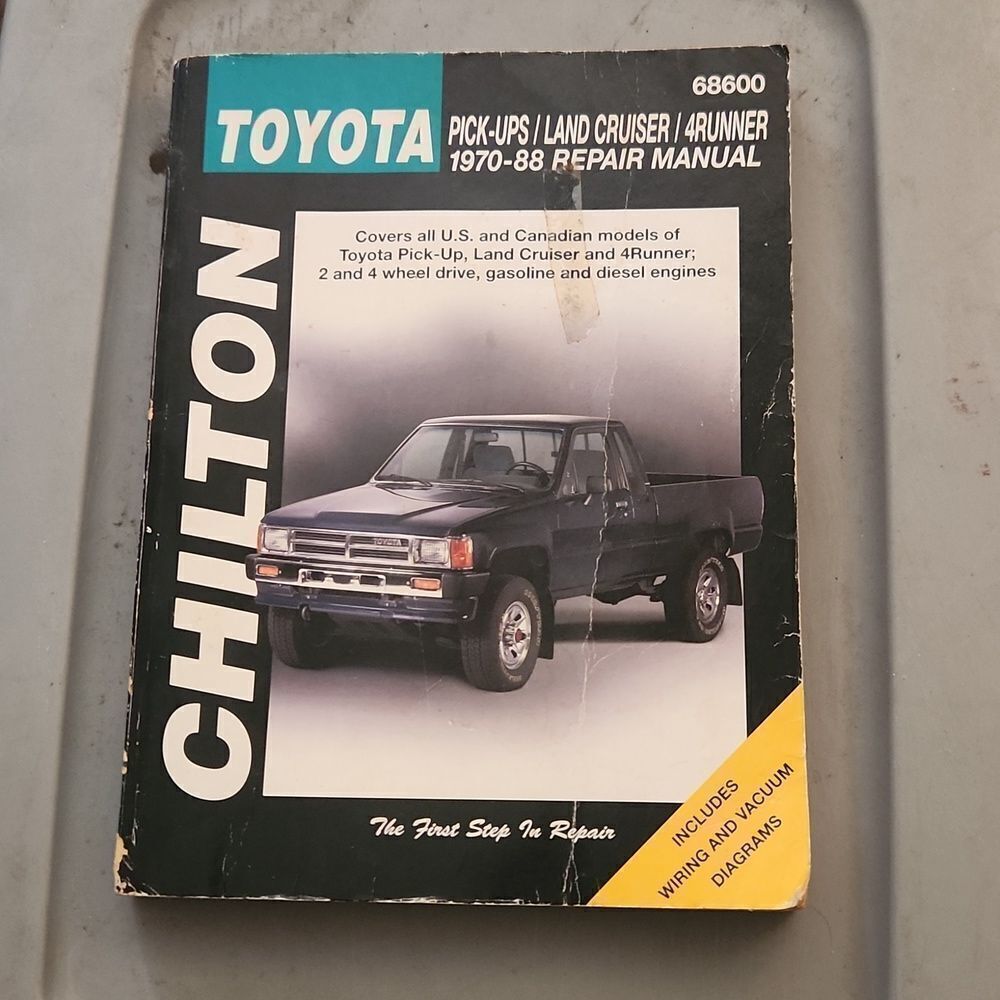 68600
TOYOTA
PICK-UPS / LAND CRUISER / 4RUNNER
1970-88 REPAIR MANUAL
Covers all U.S. and Canadian models of
Toyota Pick-Up, Land Cruiser and 4Runner;
2 and 4 wheel drive, gasoline and diesel engines
CHILTON
TOYOTA
The First Step In Repair
INCLUDES
WIRING AND VACUUM
DIAGRAMS